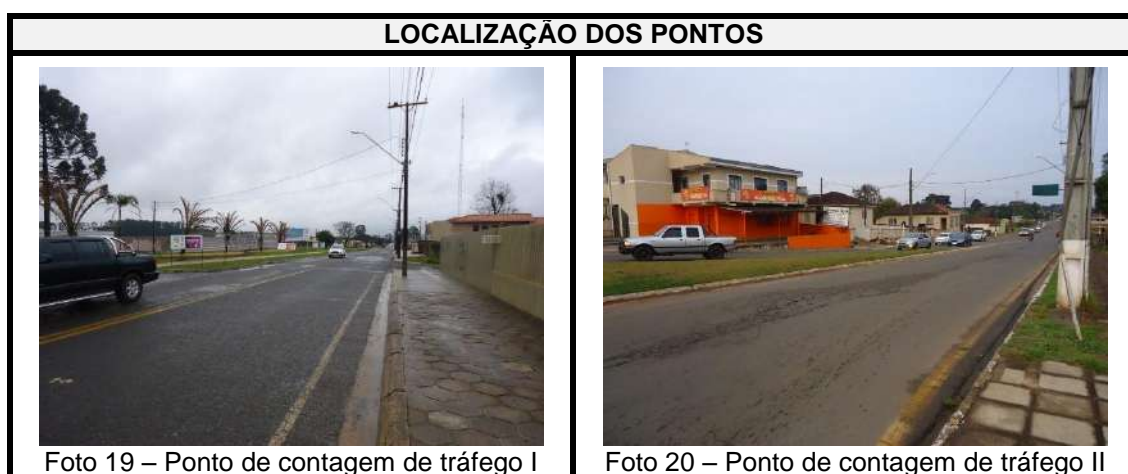 LOCALIZAÇÃO DOS PONTOS
Foto 19 – Ponto de contagem de tráfego I
Foto 20 – Ponto de contagem de tráfego II